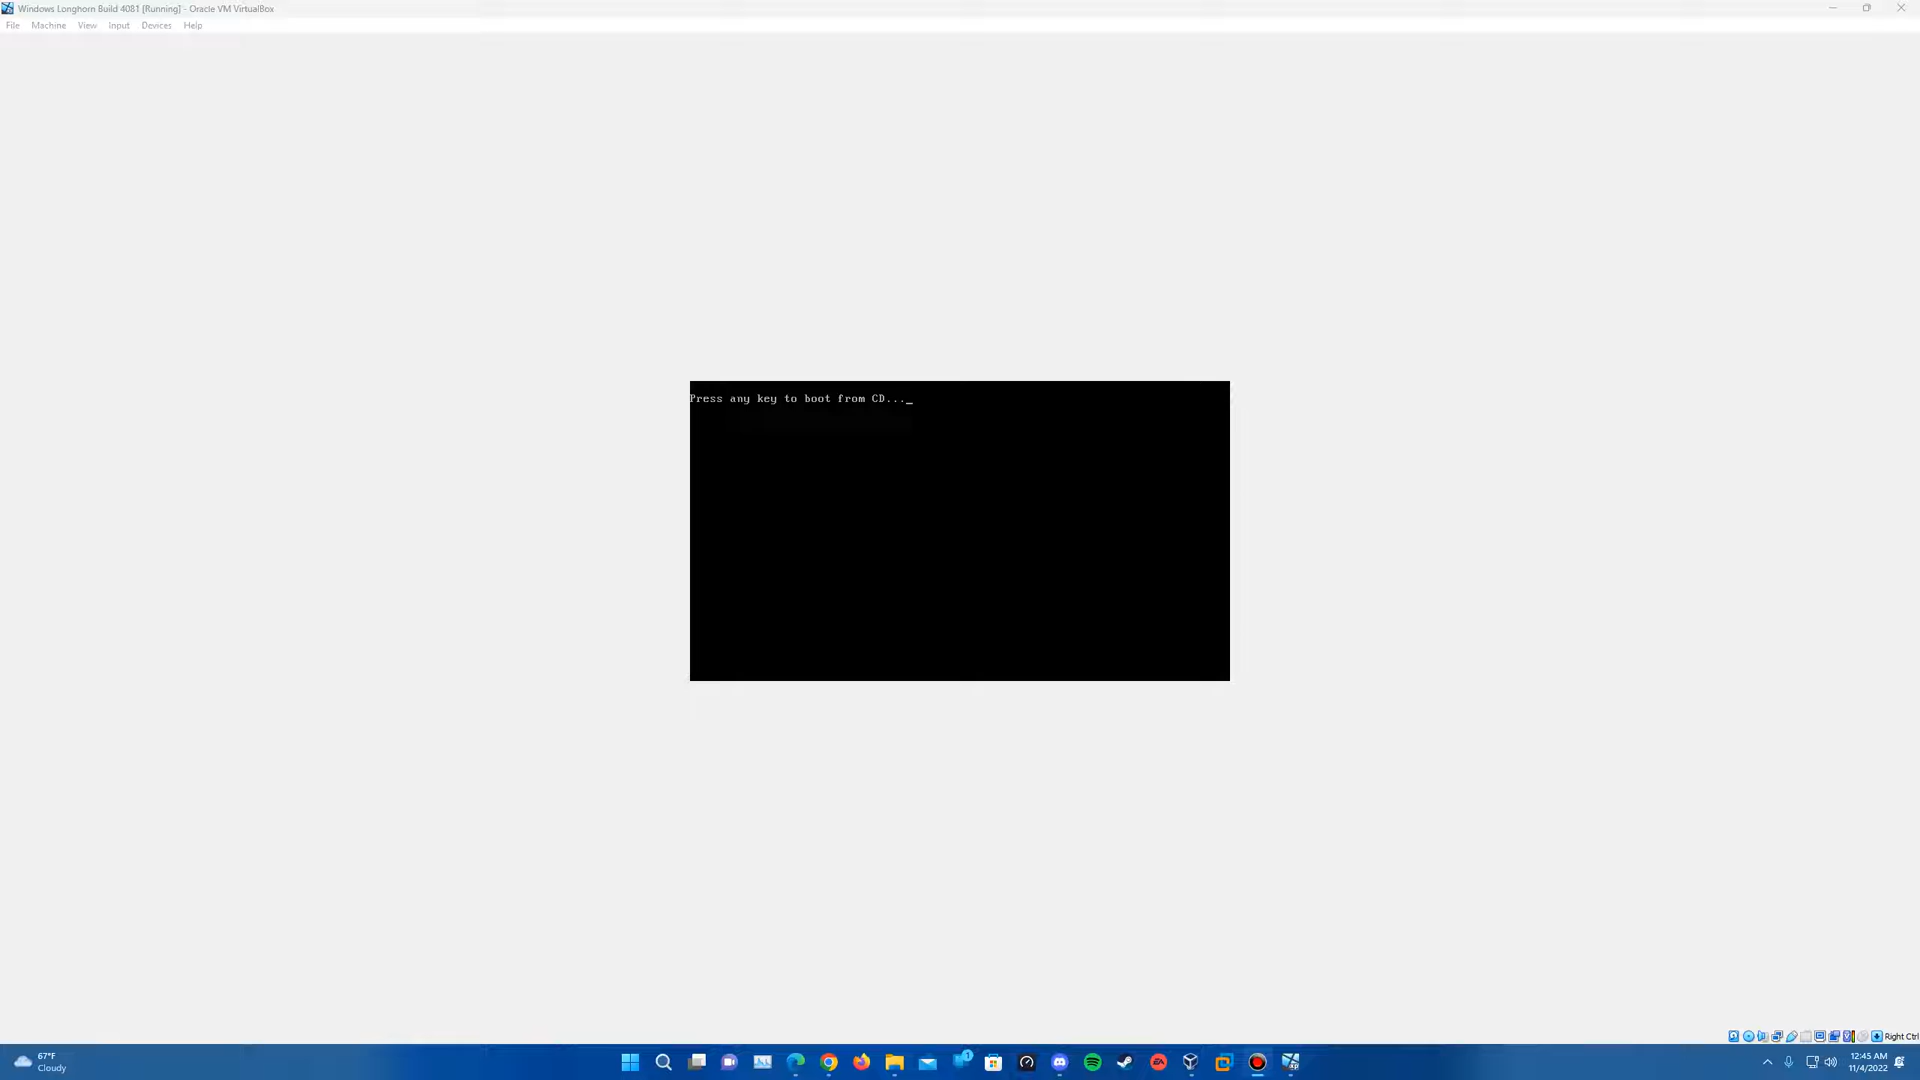 Windows Longhorn Build 4081 [Running] - Oracle VM VirtualBox
File Machine View Input Devices Help
Press any key to boot from CD..._
Right Ctrl
67°F
Cloudy
1
12:45 AM
11/4/2022